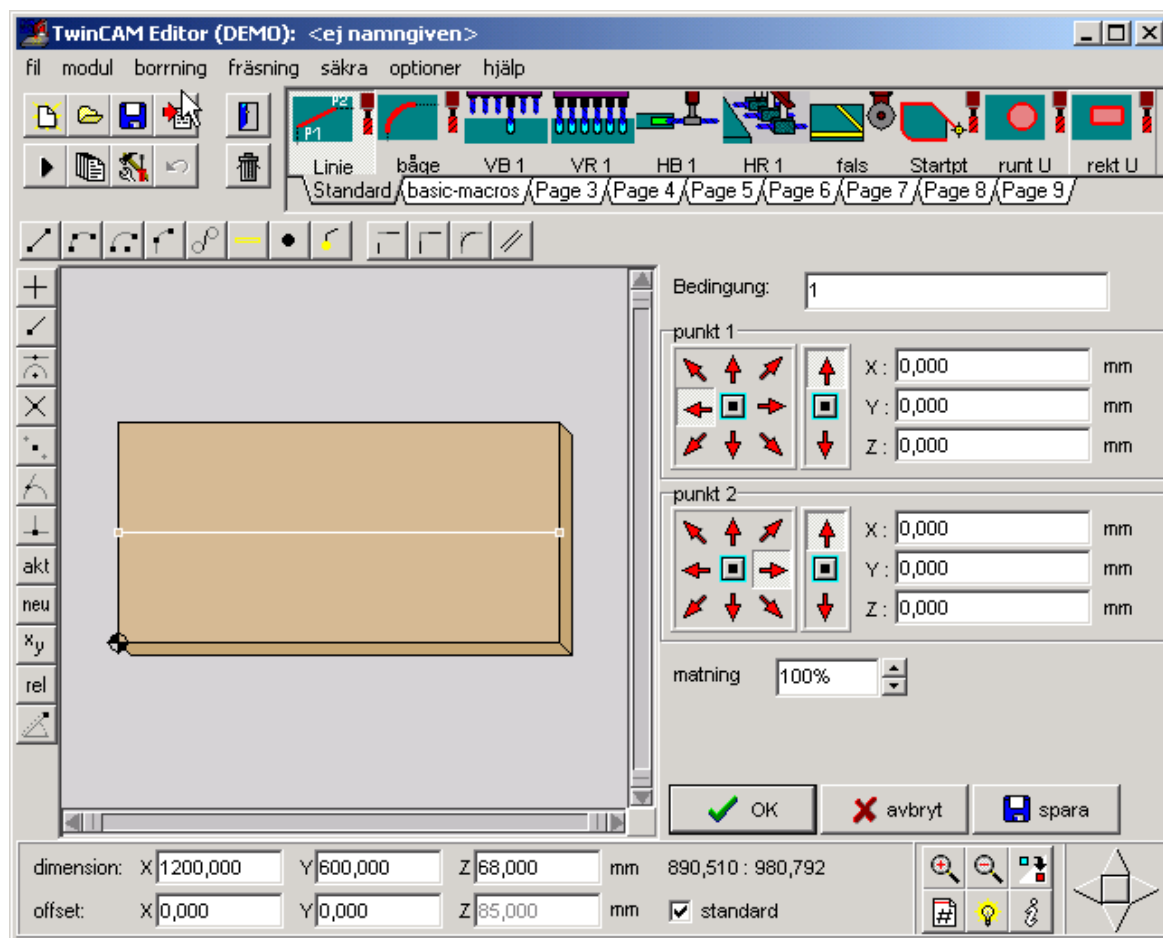 TwinCAM Editor (DEMO): <ej namngiven>
fil modul borrning fräsning säkra optioner hjälp
P2
P1
Linie båge VB 1 VR 1 HB 1 HR 1 fals Startpt runt U rekt U
Standard basic-macros Page 3 Page 4 Page 5 Page 6 Page 7 Page 8 Page 9
Bedingung: 1
punkt 1
X : 0,000 mm
Y : 0,000 mm
Z : 0,000 mm
punkt 2
X : 0,000 mm
Y : 0,000 mm
Z : 0,000 mm
akt
neu
xy
rel
matning 100%
OK avbryt spara
dimension: X 1200,000 Y 600,000 Z 68,000 mm 890,510 : 980,792
offset: X 0,000 Y 0,000 Z 85,000 mm standard